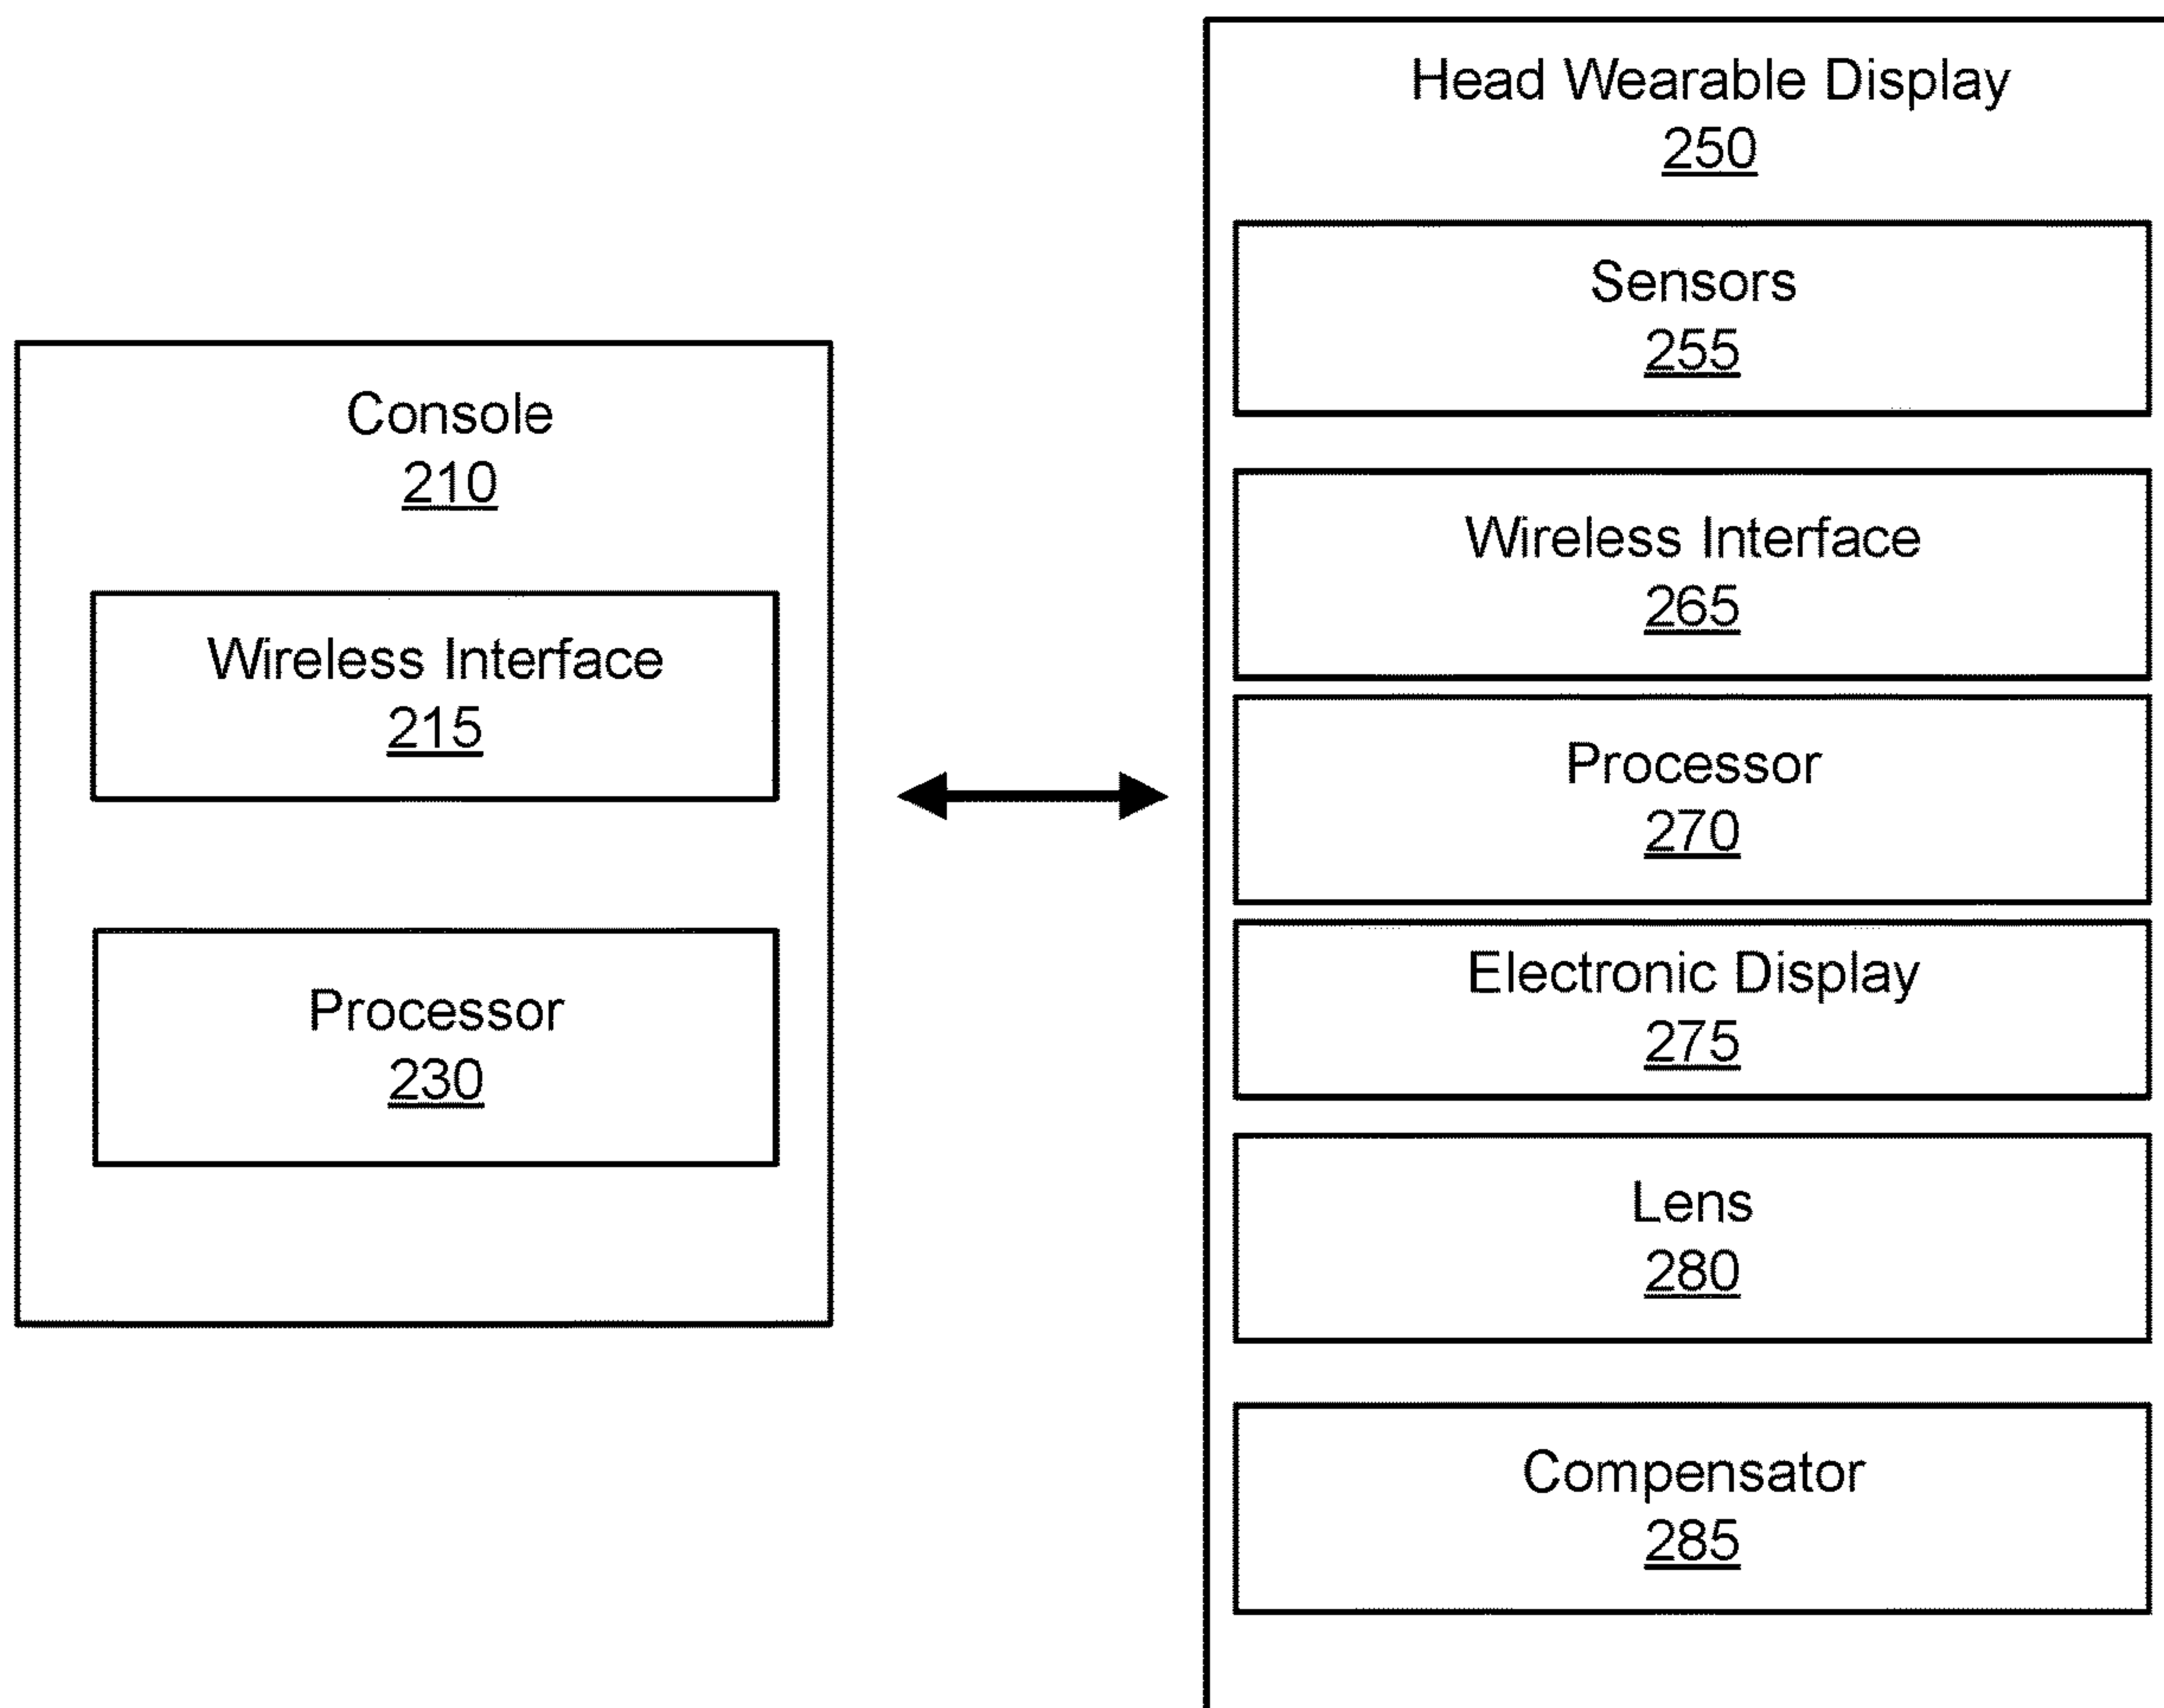 Console
210
Wireless Interface
215
Processor
230
Head Wearable Display
250
Sensors
255
Wireless Interface
265
Processor
270
Electronic Display
275
Lens
280
Compensator
285